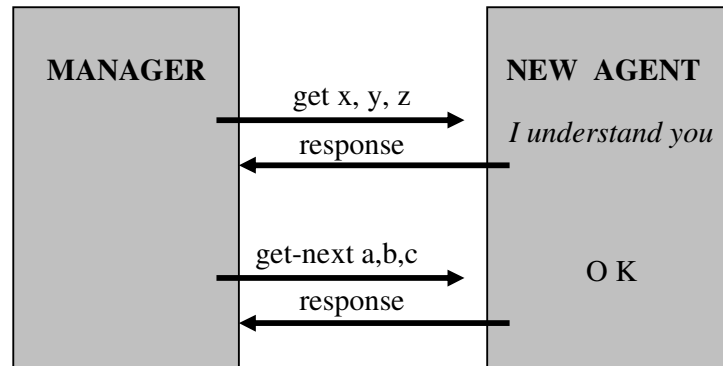 MANAGER
NEW AGENT
get x, y, z
I understand you
response
get-next a,b,c
O K
response